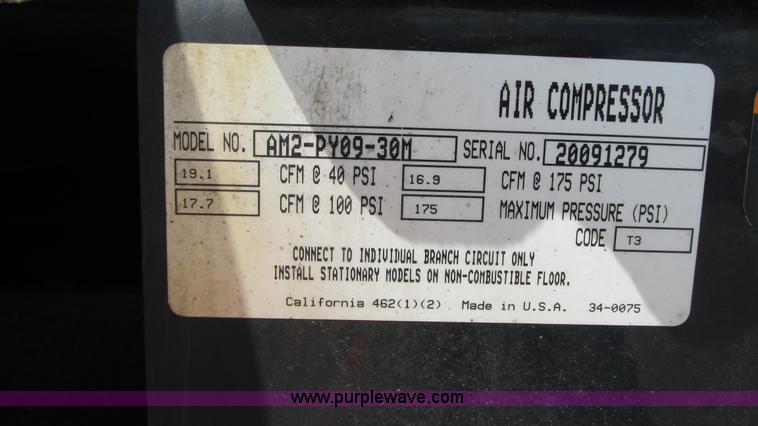 AIR COMPRESSOR
MODEL NO. AM2-PY09-30M SERIAL NO. 20091279
19.1 CFM @ 40 PSI 16.9 CFM @ 175 PSI
17.7 CFM @ 100 PSI 175 MAXIMUM PRESSURE (PSI)
CODE T3
CONNECT TO INDIVIDUAL BRANCH CIRCUIT ONLY
INSTALL STATIONARY MODELS ON NON-COMBUSTIBLE FLOOR.
California 462(1)(2) Made in U.S.A. 34-0075
www.purplewave.com